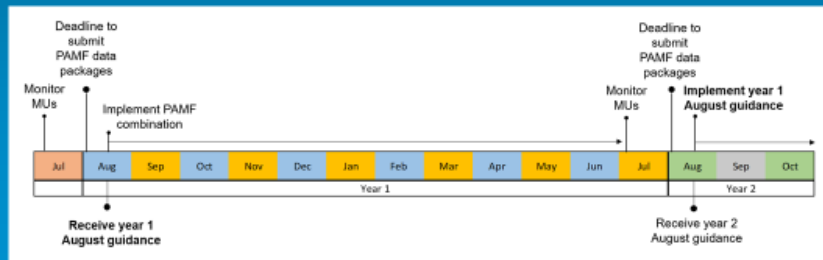 Deadline to
submit
PAMF data
packages
Monitor
MUs
Implement PAMF
combination
Deadline to
submit
PAMF data
packages
Monitor
MUs
Implement year 1
August guidance
Jul Aug Sep Oct Nov Dec Jan Feb Mar Apr May Jun Jul Aug Sep Oct
Year 1 Year 2
Receive year 1
August guidance
Receive year 2
August guidance